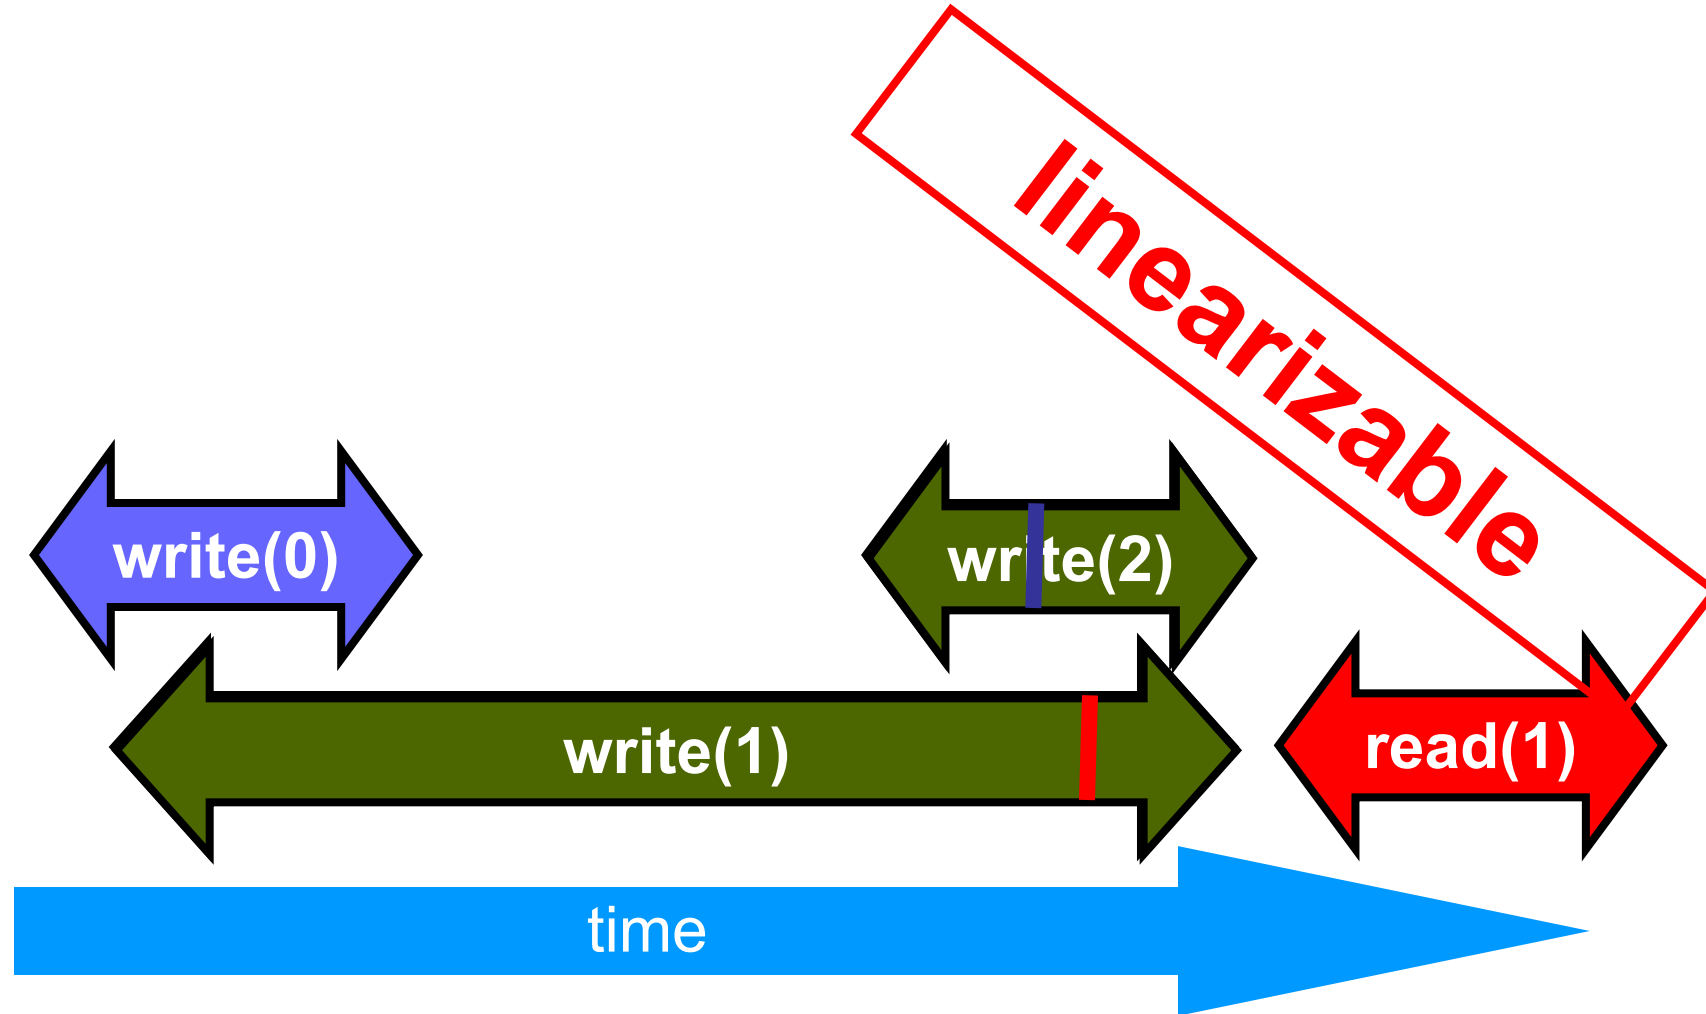 linearizable
write(0)
write(2)
write(1)
read(1)
time